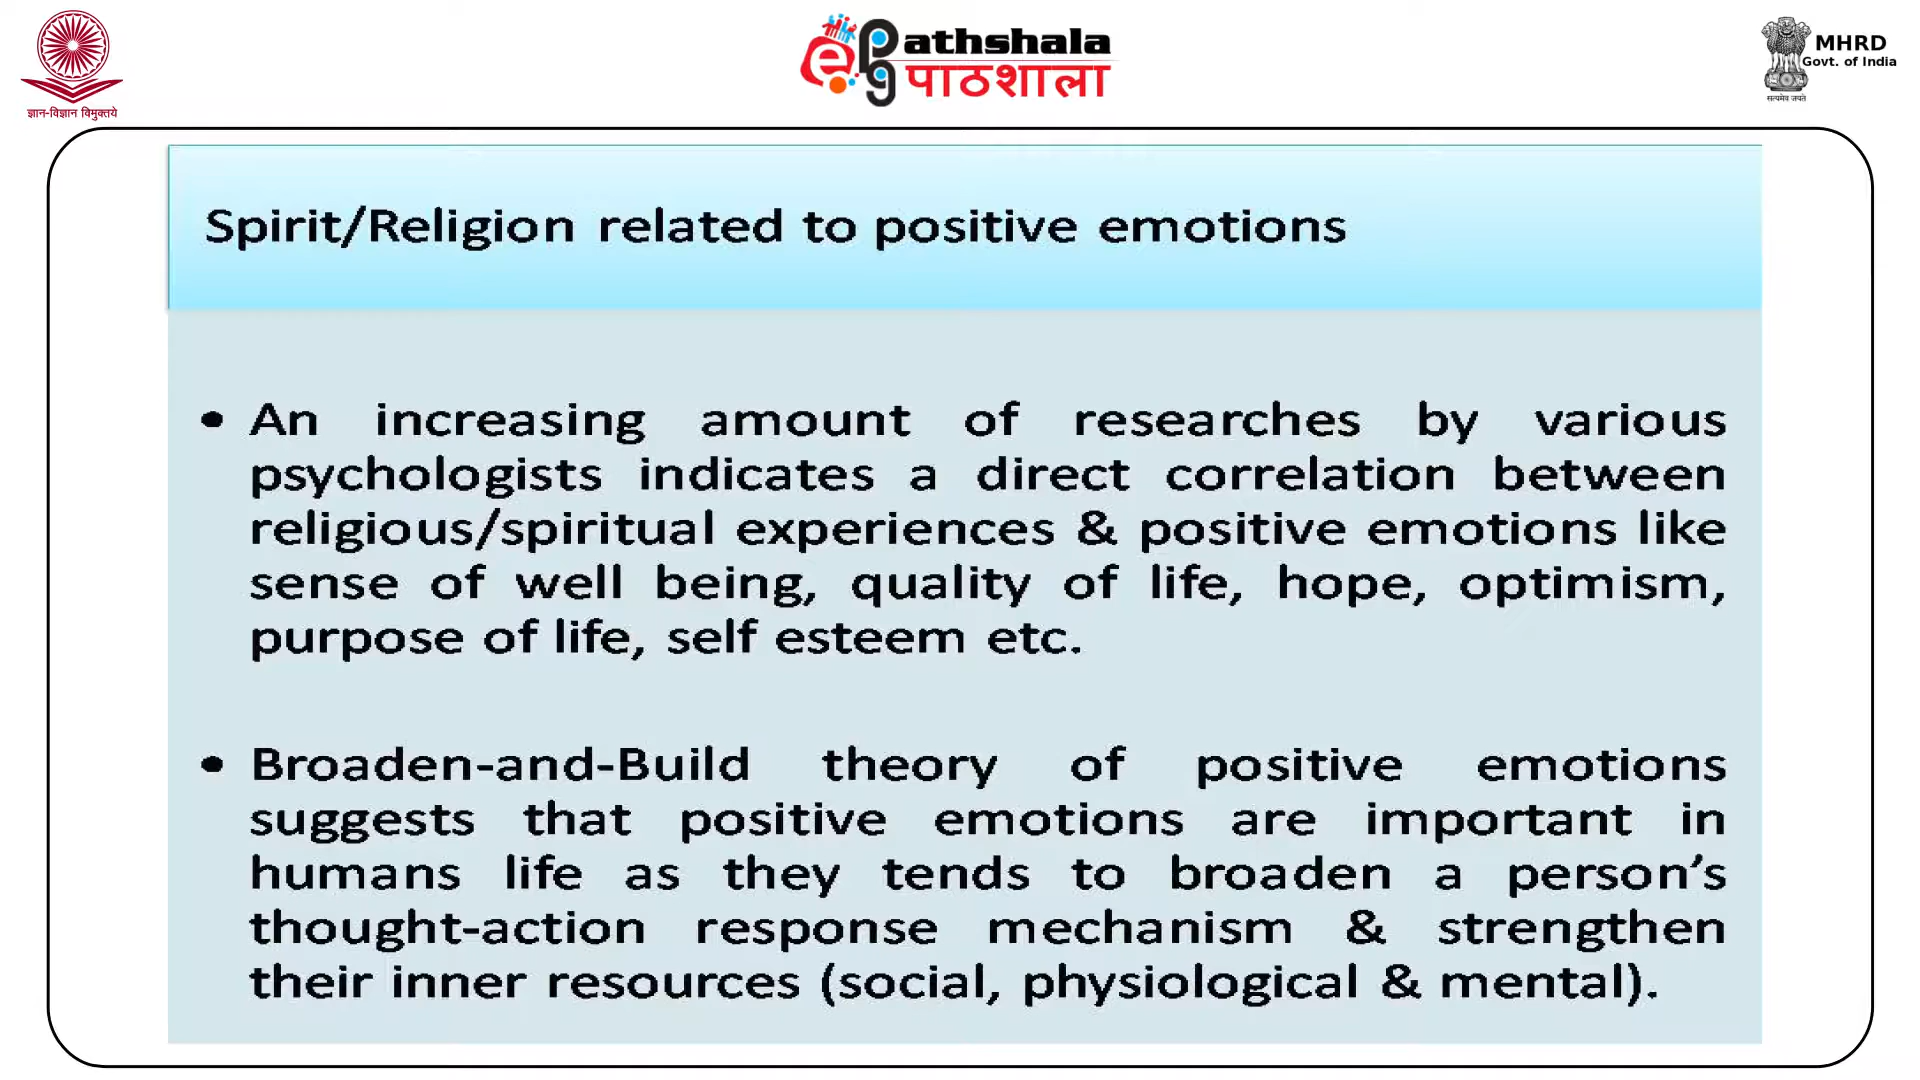 ज्ञान-विज्ञान विमुक्तये
ePathshala
पाठशाला
MHRD
Govt. of India
सत्यमेव जयते
Spirit/Religion related to positive emotions
• An increasing amount of researches by various
psychologists indicates a direct correlation between
religious/spiritual experiences & positive emotions like
sense of well being, quality of life, hope, optimism,
purpose of life, self esteem etc.
• Broaden-and-Build theory of positive emotions
suggests that positive emotions are important in
humans life as they tends to broaden a person’s
thought-action response mechanism & strengthen
their inner resources (social, physiological & mental).